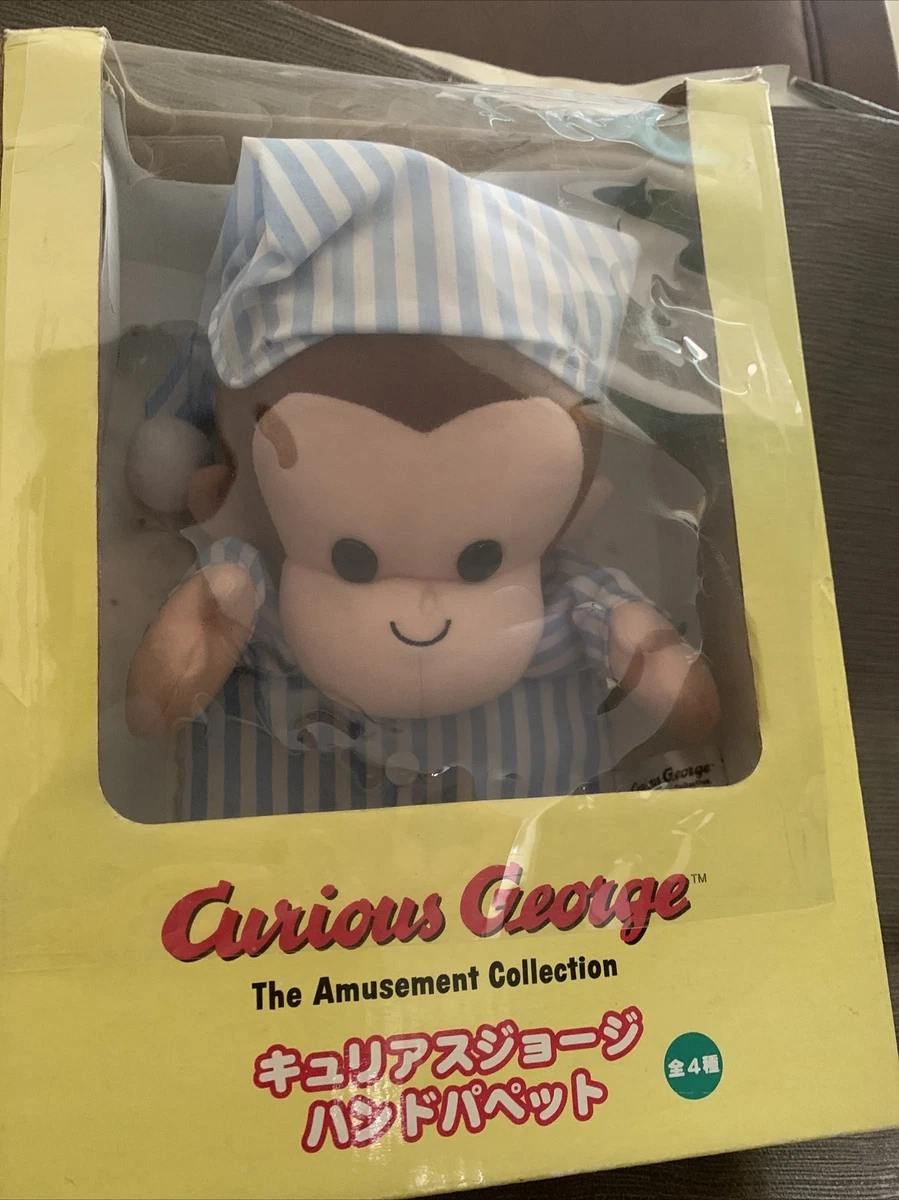 Curious George
Curious George™
The Amusement Collection
キュリアスジョージ
ハンドパペット
全4種